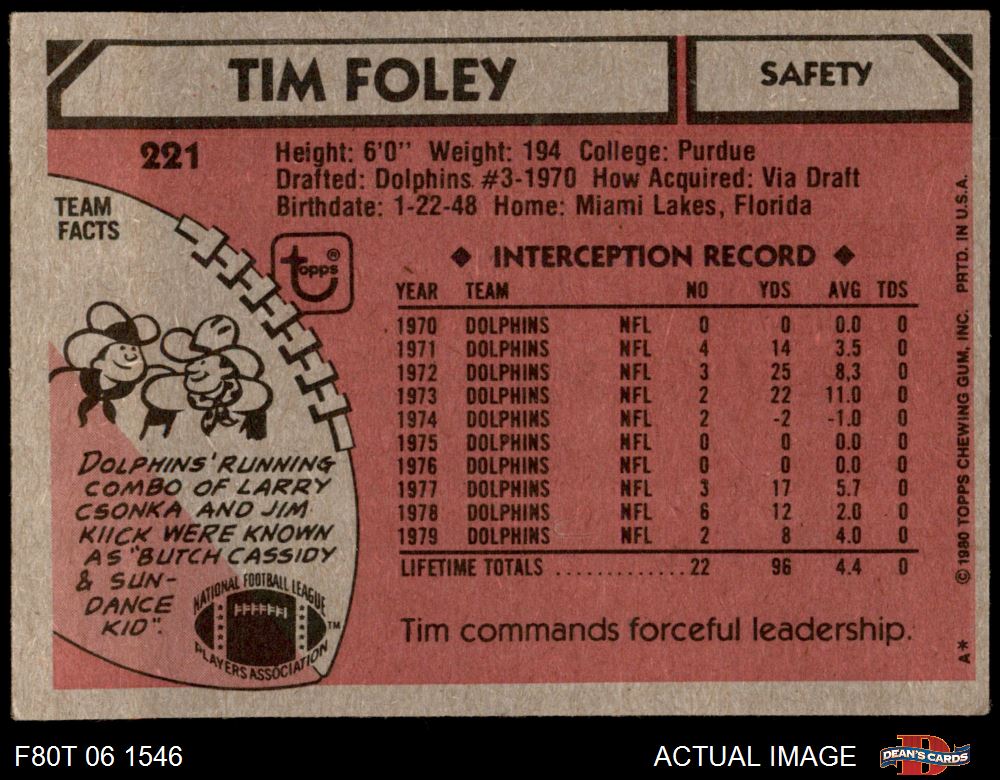 TIM FOLEY
SAFETY
221
Height: 6'0" Weight: 194 College: Purdue
Drafted: Dolphins #3-1970 How Acquired: Via Draft
Birthdate: 1-22-48 Home: Miami Lakes, Florida
TEAM
FACTS
topps ®
DOLPHINS' RUNNING
COMBO OF LARRY
CSONKA AND JIM
KIICK WERE KNOWN
AS "BUTCH CASSIDY
& SUN-
DANCE
KID".
NATIONAL FOOTBALL LEAGUE
PLAYERS ASSOCIATION
TM
◆ INTERCEPTION RECORD ◆
YEAR TEAM NO YDS AVG TDS
1970 DOLPHINS NFL 0 0 0.0 0
1971 DOLPHINS NFL 4 14 3.5 0
1972 DOLPHINS NFL 3 25 8,3 0
1973 DOLPHINS NFL 2 22 11.0 0
1974 DOLPHINS NFL 2 -2 -1.0 0
1975 DOLPHINS NFL 0 0 0.0 0
1976 DOLPHINS NFL 0 0 0.0 0
1977 DOLPHINS NFL 3 17 5.7 0
1978 DOLPHINS NFL 6 12 2.0 0
1979 DOLPHINS NFL 2 8 4.0 0
LIFETIME TOTALS ............. 22 96 4.4 0
Tim commands forceful leadership.
A* © 1980 TOPPS CHEWING GUM, INC. PRTD. IN U.S.A.
F80T 06 1546
ACTUAL IMAGE
DEAN'S CARDS